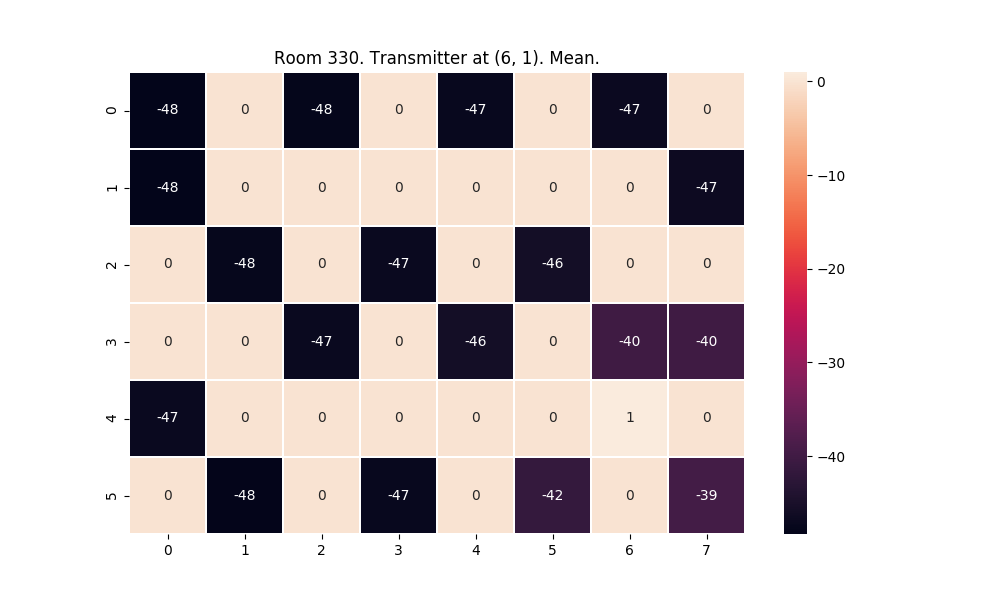 Room 330. Transmitter at (6, 1). Mean.
0 -48 0 -48 0 -47 0 -47 0
1 -48 0 0 0 0 0 0 -47
2 0 -48 0 -47 0 -46 0 0
3 0 0 -47 0 -46 0 -40 -40
4 -47 0 0 0 0 0 1 0
5 0 -48 0 -47 0 -42 0 -39
0 1 2 3 4 5 6 7
0
−10
−20
−30
−40